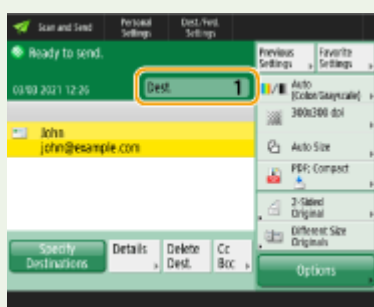 Scan and Send
Personal
Settings
Dest./Fwd.
Settings
Ready to send.
03/03 2021 12:26
Dest.
1
John
john@example.com
Specify
Destinations
Details
Delete
Dest.
Cc
Bcc
Previous
Settings
Favorite
Settings
Auto
(Color/Grayscale)
300x300 dpi
Auto Size
PDF; Compact
2-Sided
Original
Different Size
Originals
Options